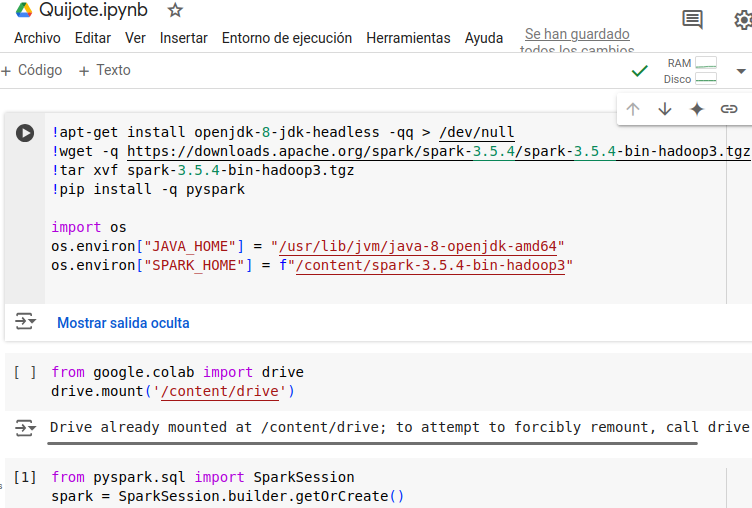 Quijote.ipynb
Archivo Editar Ver Insertar Entorno de ejecución Herramientas Ayuda Se han guardado
todos los cambios
+ Código + Texto
RAM
Disco
!apt-get install openjdk-8-jdk-headless -qq > /dev/null
!wget -q https://downloads.apache.org/spark/spark-3.5.4/spark-3.5.4-bin-hadoop3.tgz
!tar xvf spark-3.5.4-bin-hadoop3.tgz
!pip install -q pyspark
import os
os.environ["JAVA_HOME"] = "/usr/lib/jvm/java-8-openjdk-amd64"
os.environ["SPARK_HOME"] = f"/content/spark-3.5.4-bin-hadoop3"
Mostrar salida oculta
[ ] from google.colab import drive
drive.mount('/content/drive')
Drive already mounted at /content/drive; to attempt to forcibly remount, call drive
[1] from pyspark.sql import SparkSession
spark = SparkSession.builder.getOrCreate()